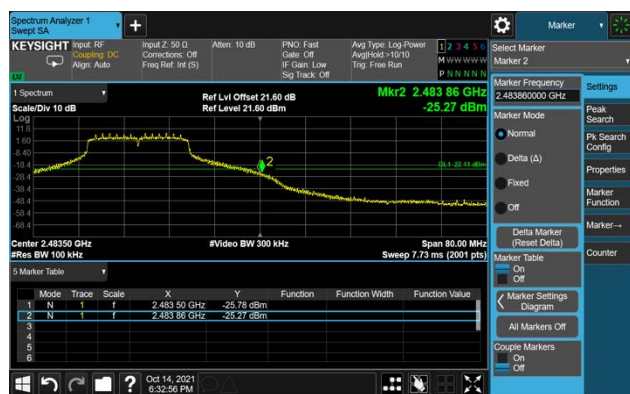 Spectrum Analyzer 1
Swept SA
Marker
KEYSIGHT
Input: RF
Coupling: DC
Align: Auto
Input Z: 50 Ω
Corrections: Off
Freq Ref: Int (S)
Atten: 10 dB
PNO: Fast
Gate: Off
IF Gain: Low
Sig Track: Off
Avg Type: Log-Power
Avg|Hold >10/10
Trig: Free Run
1 2 3 4 5 6
M W W W W W
P N N N N N
LW
Select Marker
Marker 2
1 Spectrum
Scale/Div 10 dB
Ref Lvl Offset 21.60 dB
Ref Level 21.60 dBm
Mkr2 2.483 86 GHz
-25.27 dBm
Log
11.6
1.60
-8.40
-18.4
-28.4
-38.4
-48.4
-58.4
-68.4
2
DL1 -22.11 dBm
Center 2.48350 GHz
#Res BW 100 kHz
#Video BW 300 kHz
Span 80.00 MHz
Sweep 7.73 ms (2001 pts)
5 Marker Table
Mode Trace Scale X Y Function Function Width Function Value
1 N 1 f 2.483 50 GHz -25.78 dBm
2 N 1 f 2.483 86 GHz -25.27 dBm
3
4
5
6
Marker Frequency
2.483860000 GHz
Marker Mode
Normal
Delta (Δ)
Fixed
Off
Delta Marker
(Reset Delta)
Marker Table
On
Off
Marker Settings
Diagram
All Markers Off
Couple Markers
On
Off
Settings
Peak
Search
Pk Search
Config
Properties
Marker
Function
Marker→
Counter
?
Oct 14, 2021
6:32:56 PM